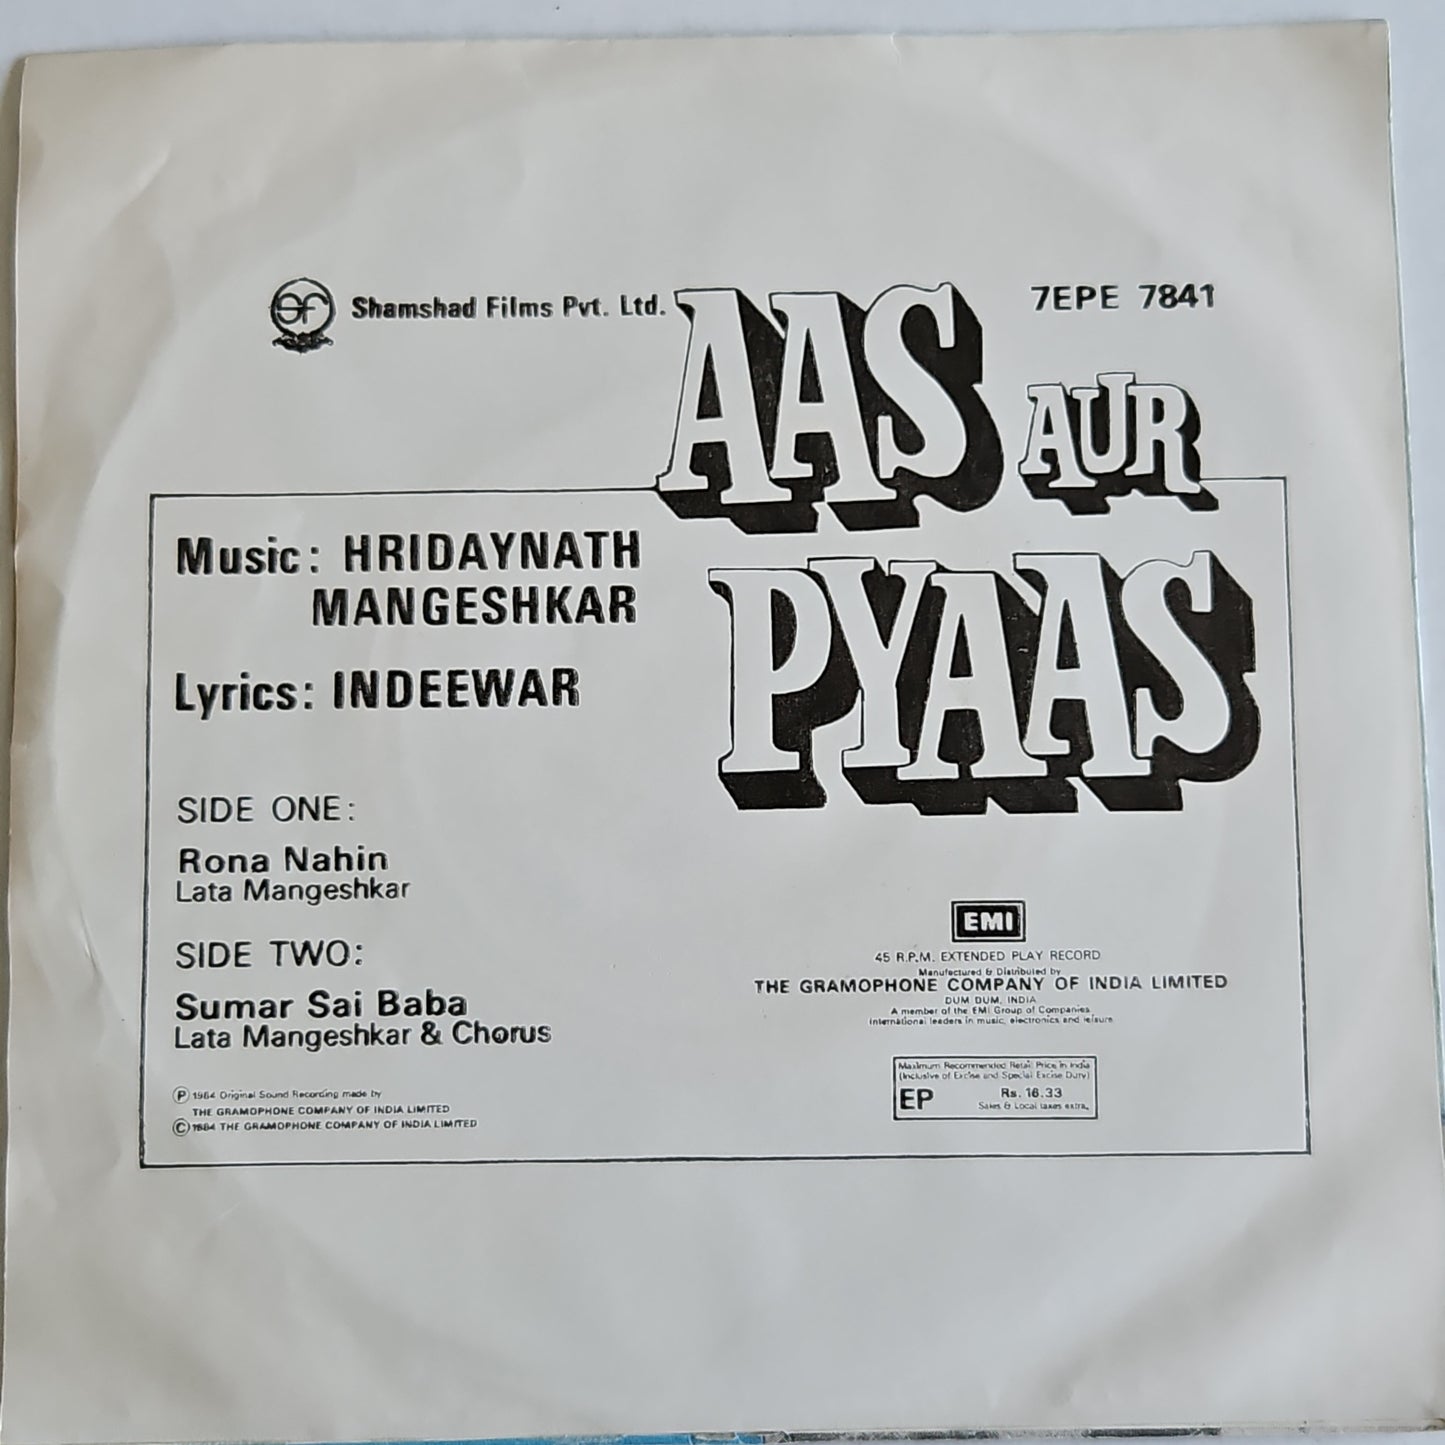 SF Shamshad Films Pvt. Ltd.
7EPE 7841
AAS AUR
PYAAS
Music: HRIDAYNATH
MANGESHKAR
Lyrics: INDEEWAR
SIDE ONE:
Rona Nahin
Lata Mangeshkar
SIDE TWO:
Sumar Sai Baba
Lata Mangeshkar & Chorus
Ⓟ 1984 Original Sound Recording made by
THE GRAMOPHONE COMPANY OF INDIA LIMITED
© 1984 THE GRAMOPHONE COMPANY OF INDIA LIMITED
EMI
45 R.P.M. EXTENDED PLAY RECORD
Manufactured & Distributed by
THE GRAMOPHONE COMPANY OF INDIA LIMITED
DUM DUM, INDIA
A member of the EMI Group of Companies.
International leaders in music, electronics and leisure
Maximum Recommended Retail Price in India
(Inclusive of Excise and Special Excise Duty)
EP Rs. 16.33
Sales & Local taxes extra.